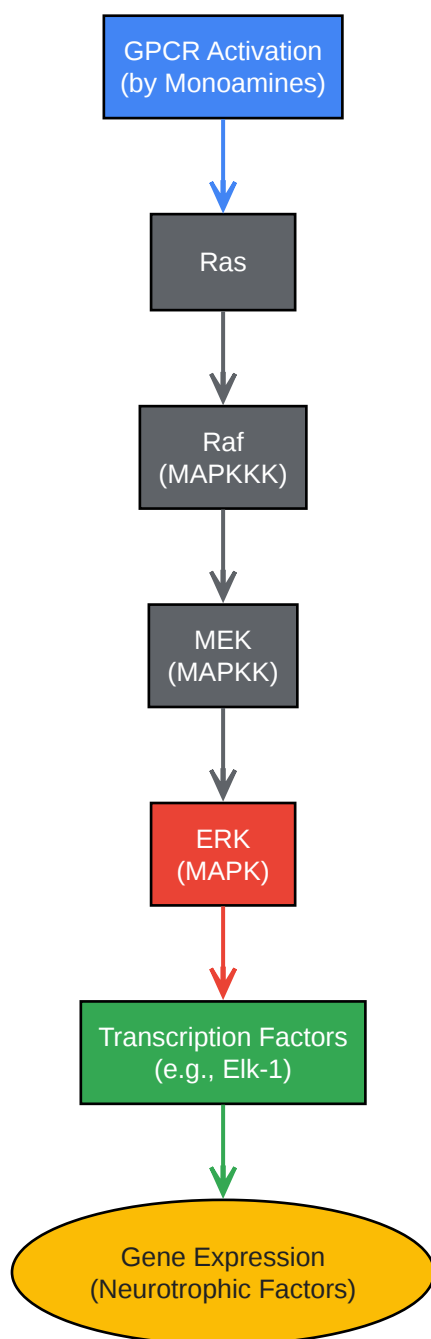 GPCR Activation
(by Monoamines)
Ras
Raf
(MAPKKK)
MEK
(MAPKK)
ERK
(MAPK)
Transcription Factors
(e.g., Elk-1)
Gene Expression
(Neurotrophic Factors)